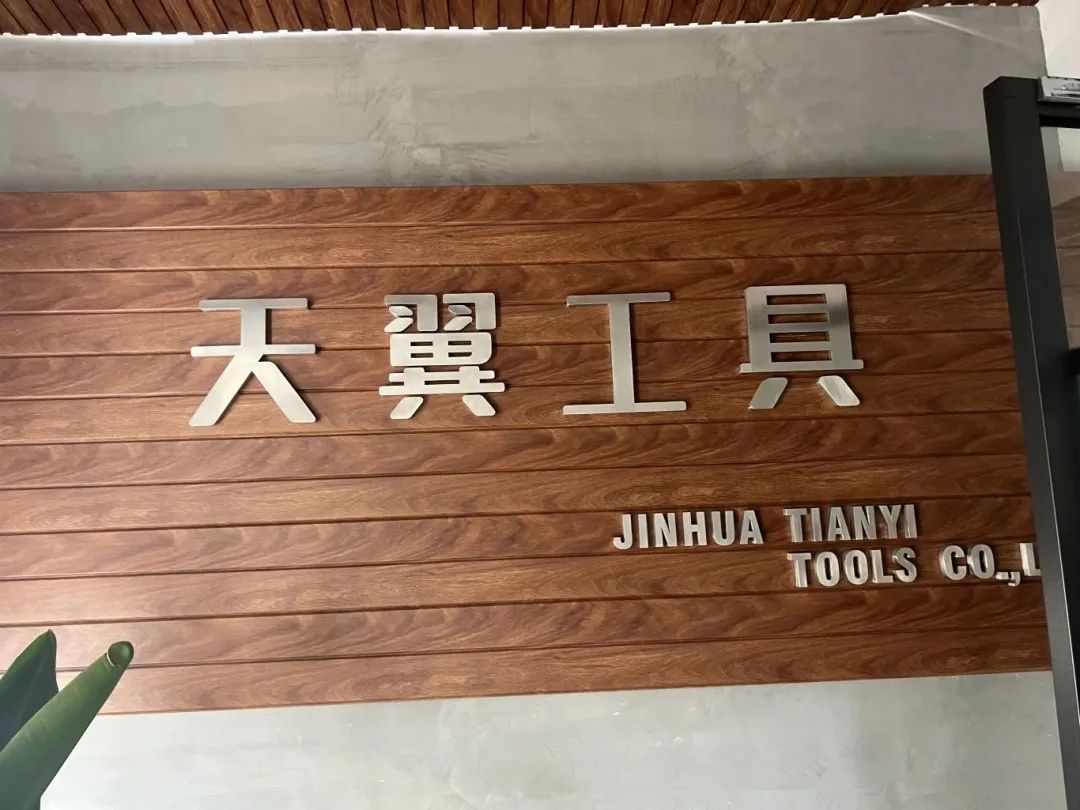 天翼工具
JINHUA TIANYI
TOOLS CO.,L